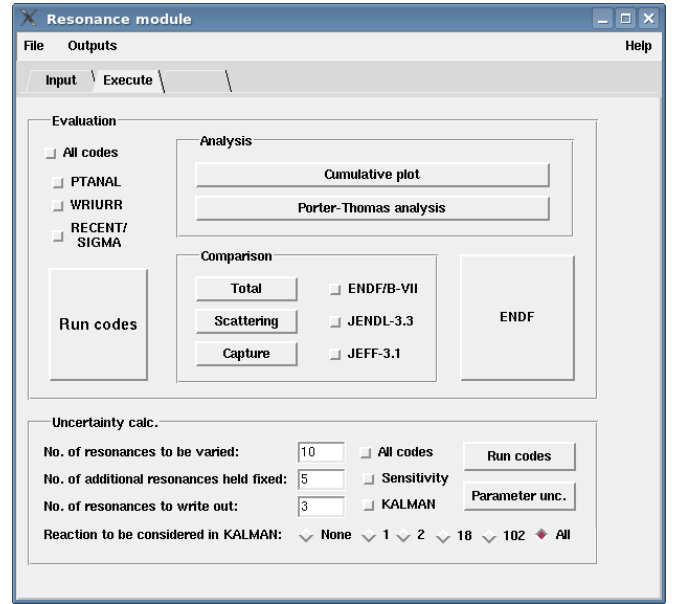 Resonance module
File Outputs Help
Input Execute
Evaluation
All codes
PTANAL
WRIURR
RECENT/
SIGMA
Run codes
Analysis
Cumulative plot
Porter-Thomas analysis
Comparison
Total ENDF/B-VII
Scattering JENDL-3.3
Capture JEFF-3.1
ENDF
Uncertainty calc.
No. of resonances to be varied: 10 All codes Run codes
No. of additional resonances held fixed: 5 Sensitivity
No. of resonances to write out: 3 KALMAN Parameter unc.
Reaction to be considered in KALMAN: None 1 2 18 102 All